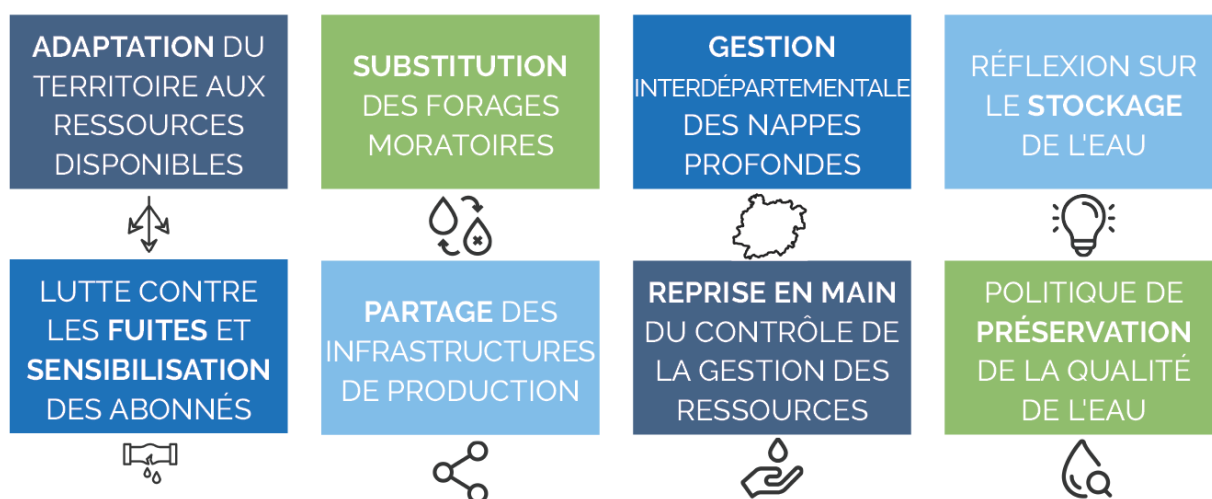 ADAPTATION DU
TERRITOIRE AUX
RESSOURCES
DISPONIBLES
SUBSTITUTION
DES FORAGES
MORATOIRES
GESTION
INTERDÉPARTEMENTALE
DES NAPPES
PROFONDES
RÉFLEXION SUR
LE STOCKAGE
DE L'EAU
LUTTE CONTRE
LES FUITES ET
SENSIBILISATION
DES ABONNÉS
PARTAGE DES
INFRASTRUCTURES
DE PRODUCTION
REPRISE EN MAIN
DU CONTRÔLE DE
LA GESTION DES
RESSOURCES
POLITIQUE DE
PRÉSERVATION
DE LA QUALITÉ
DE L'EAU